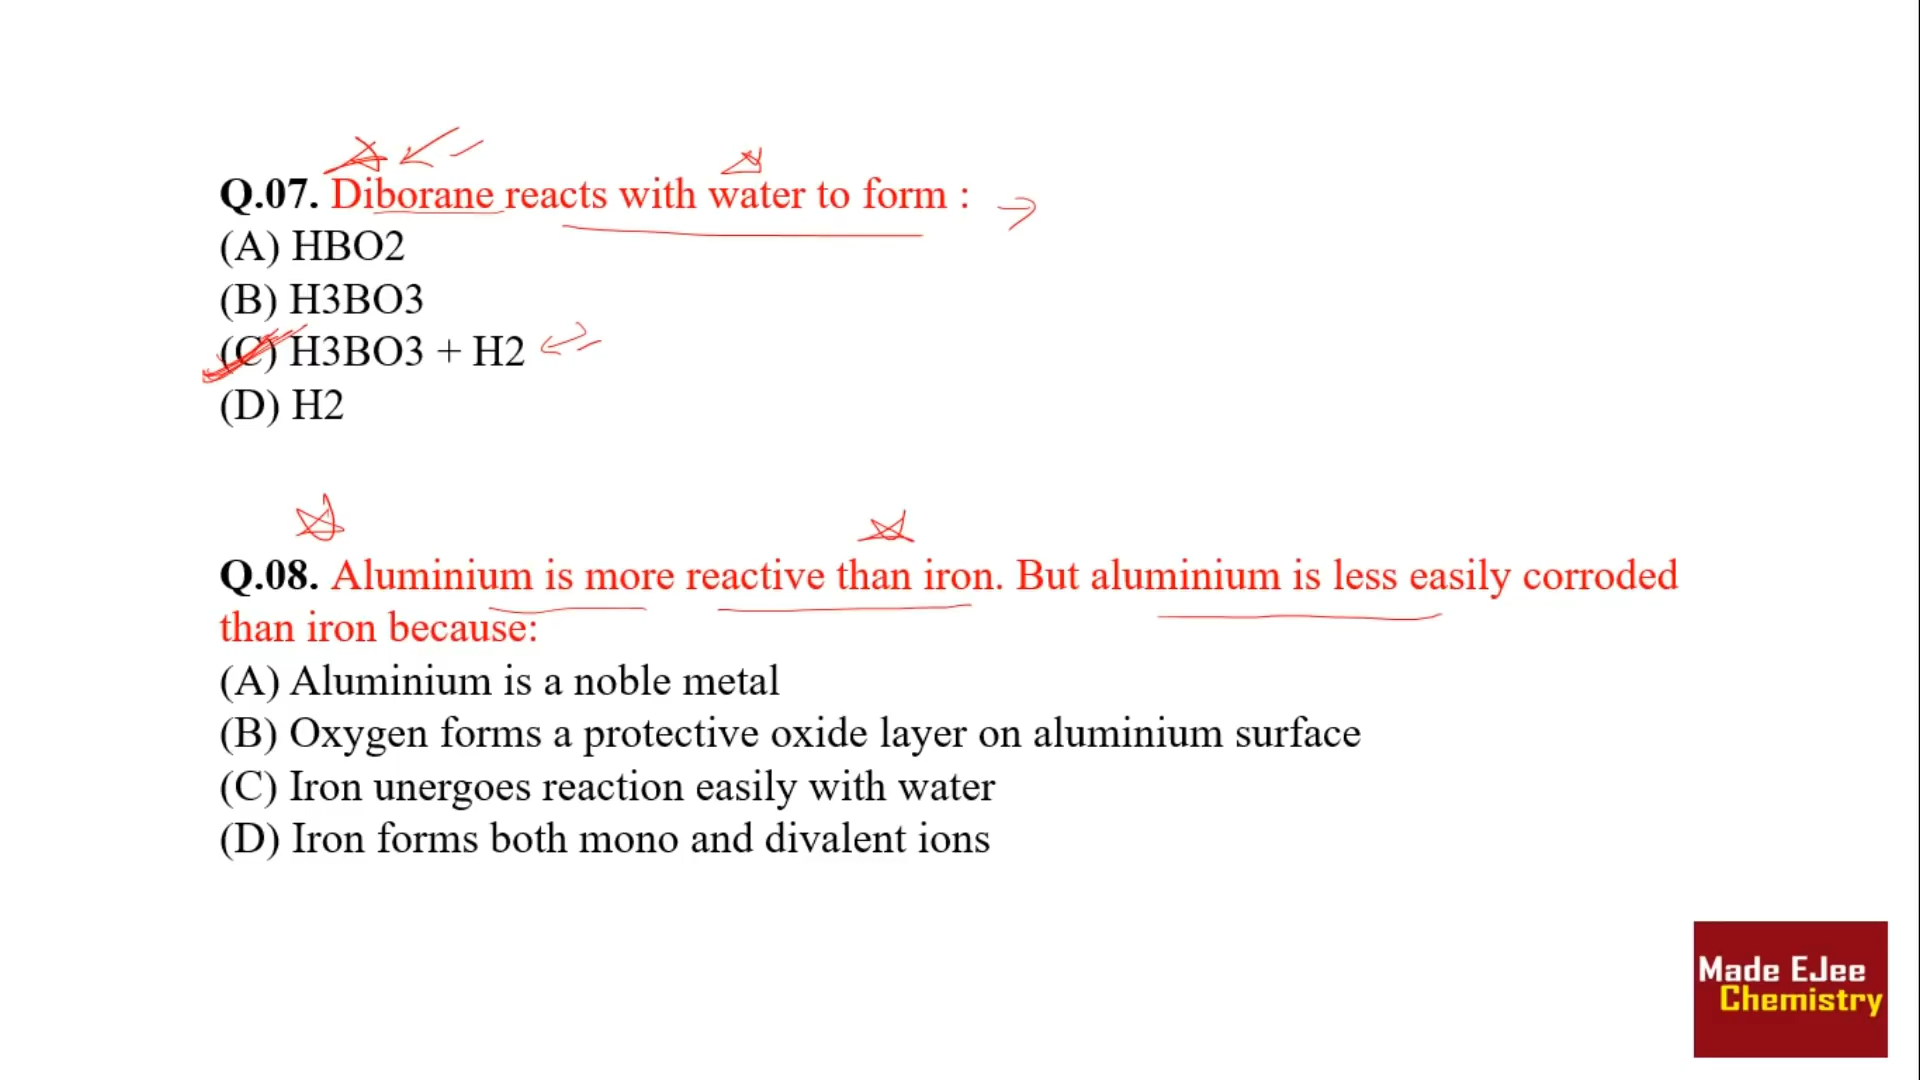 Q.07. Diborane reacts with water to form :
(A) HBO2
(B) H3BO3
(C) H3BO3 + H2
(D) H2
Q.08. Aluminium is more reactive than iron. But aluminium is less easily corroded
than iron because:
(A) Aluminium is a noble metal
(B) Oxygen forms a protective oxide layer on aluminium surface
(C) Iron unergoes reaction easily with water
(D) Iron forms both mono and divalent ions
Made EJee
Chemistry